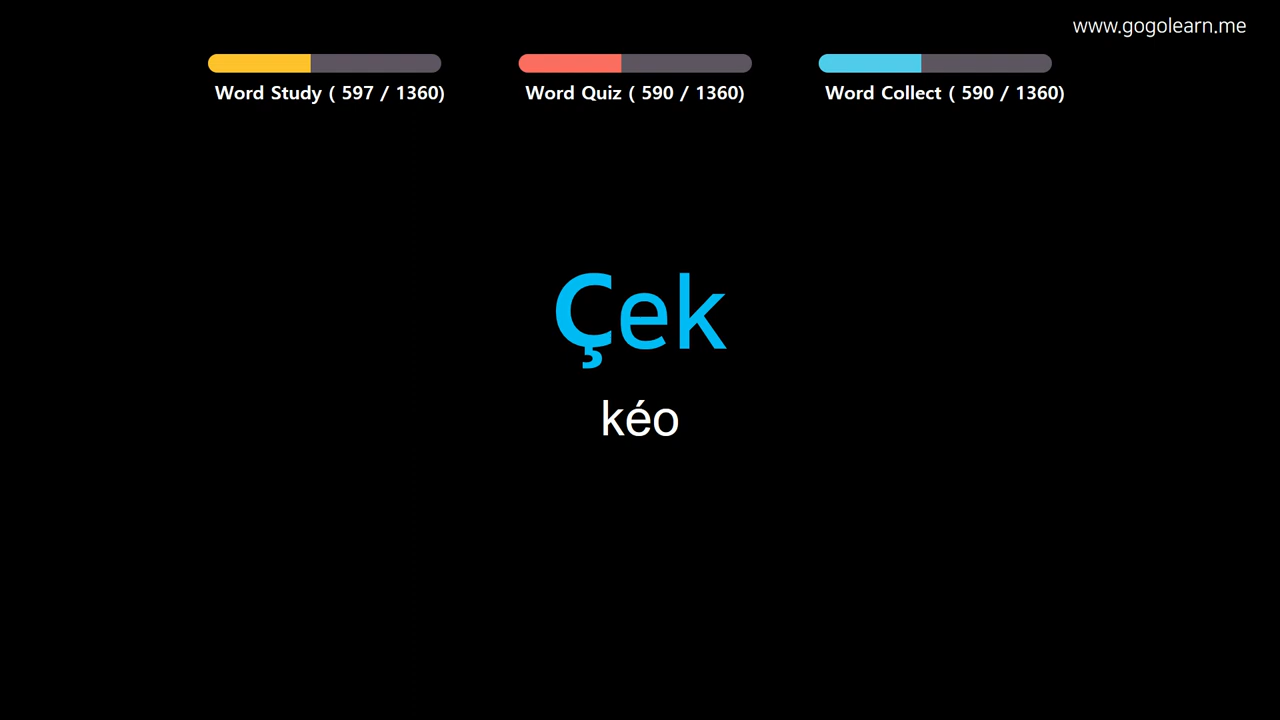 www.gogolearn.me
Word Study ( 597 / 1360)
Word Quiz ( 590 / 1360)
Word Collect ( 590 / 1360)
Çek
kéo